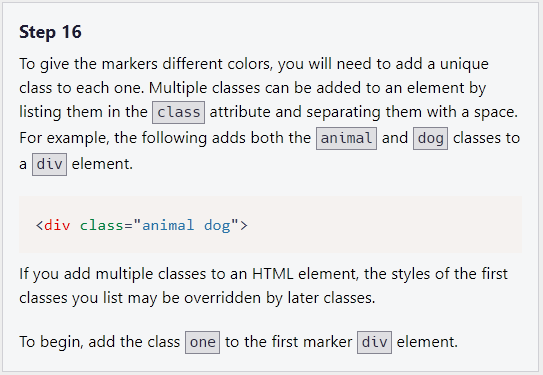 Step 16
To give the markers different colors, you will need to add a unique
class to each one. Multiple classes can be added to an element by
listing them in the class attribute and separating them with a space.
For example, the following adds both the animal and dog classes to
a div element.
<div class="animal dog">
If you add multiple classes to an HTML element, the styles of the first
classes you list may be overridden by later classes.
To begin, add the class one to the first marker div element.